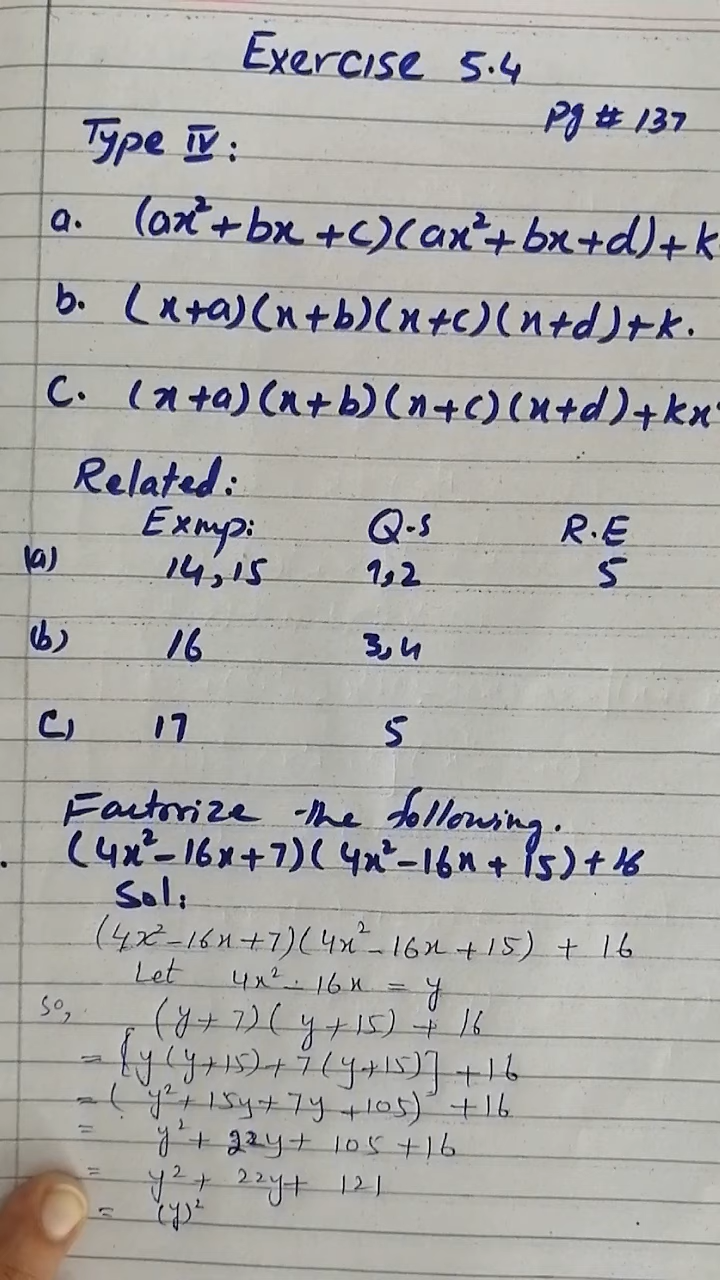 Exercise 5.4
Pg # 137
Type IV:
a. (ax²+bx+c)(ax²+bx+d)+k
b. (x+a)(x+b)(x+c)(x+d)+k.
C. (x+a)(x+b)(x+c)(x+d)+kx²
Related:
Exmp: Q.s R.E
(a) 14,15 1,2 5
(b) 16 3,4
C) 17 5
Factorize the following.
(4x²-16x+7)(4x²-16x+15)+16
Sol:
(4x²-16x+7)(4x²-16x+15) + 16
Let 4x²-16x = y
so, (y+7)(y+15) + 16
= [y(y+15)+7(y+15)] +16
= (y²+15y+7y+105) +16
= y²+22y+105+16
= y²+22y+121
= (y)²